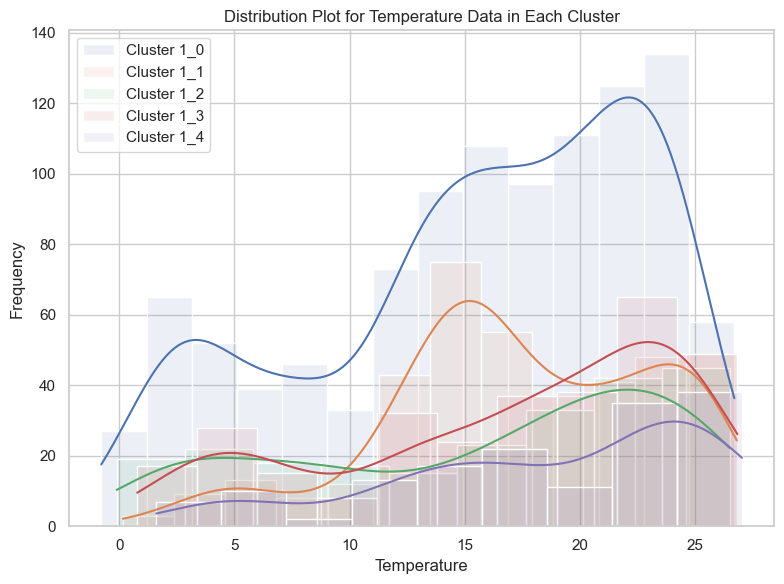 Distribution Plot for Temperature Data in Each Cluster
140
120
100
80
60
40
20
0
Frequency
Cluster 1_0
Cluster 1_1
Cluster 1_2
Cluster 1_3
Cluster 1_4
0 5 10 15 20 25
Temperature